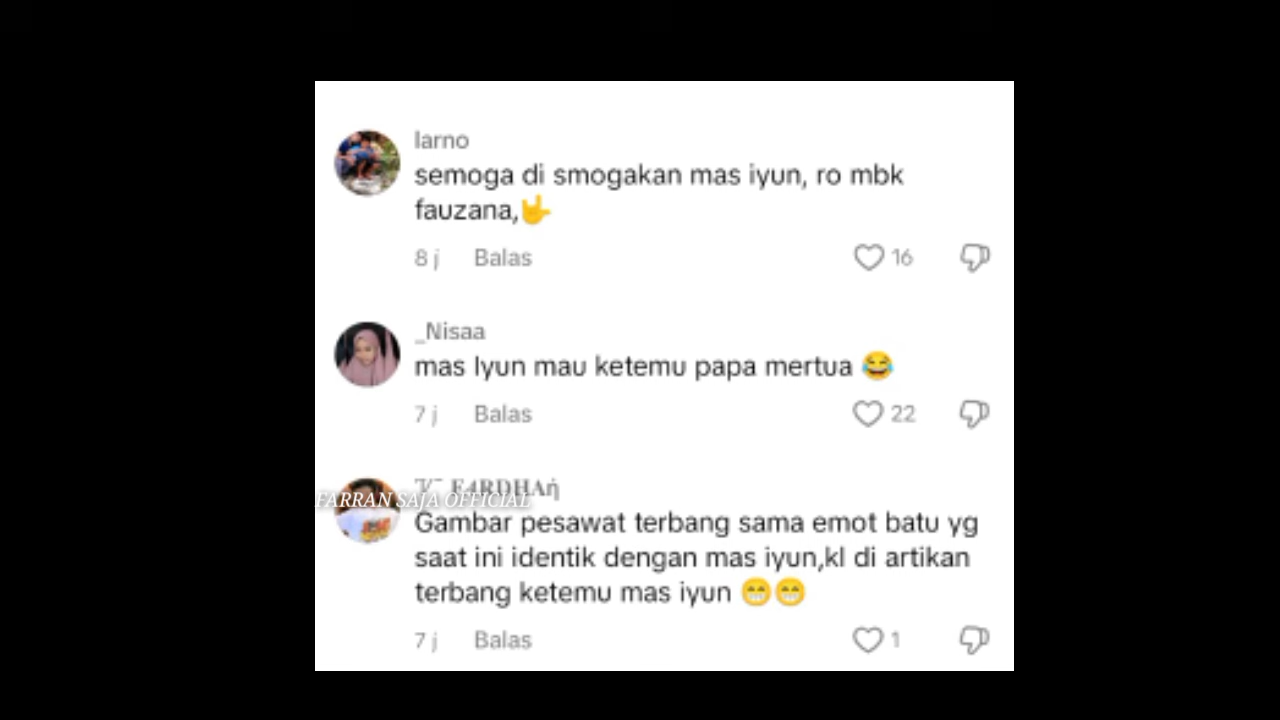 larno
semoga di smogakan mas iyun, ro mbk
fauzana,🤟
8 j Balas 16
_Nisaa
mas Iyun mau ketemu papa mertua 😂
7 j Balas 22
FARRAN SAJA OFFICIAL
Gambar pesawat terbang sama emot batu yg
saat ini identik dengan mas iyun,kl di artikan
terbang ketemu mas iyun 😁😁
7 j Balas 1